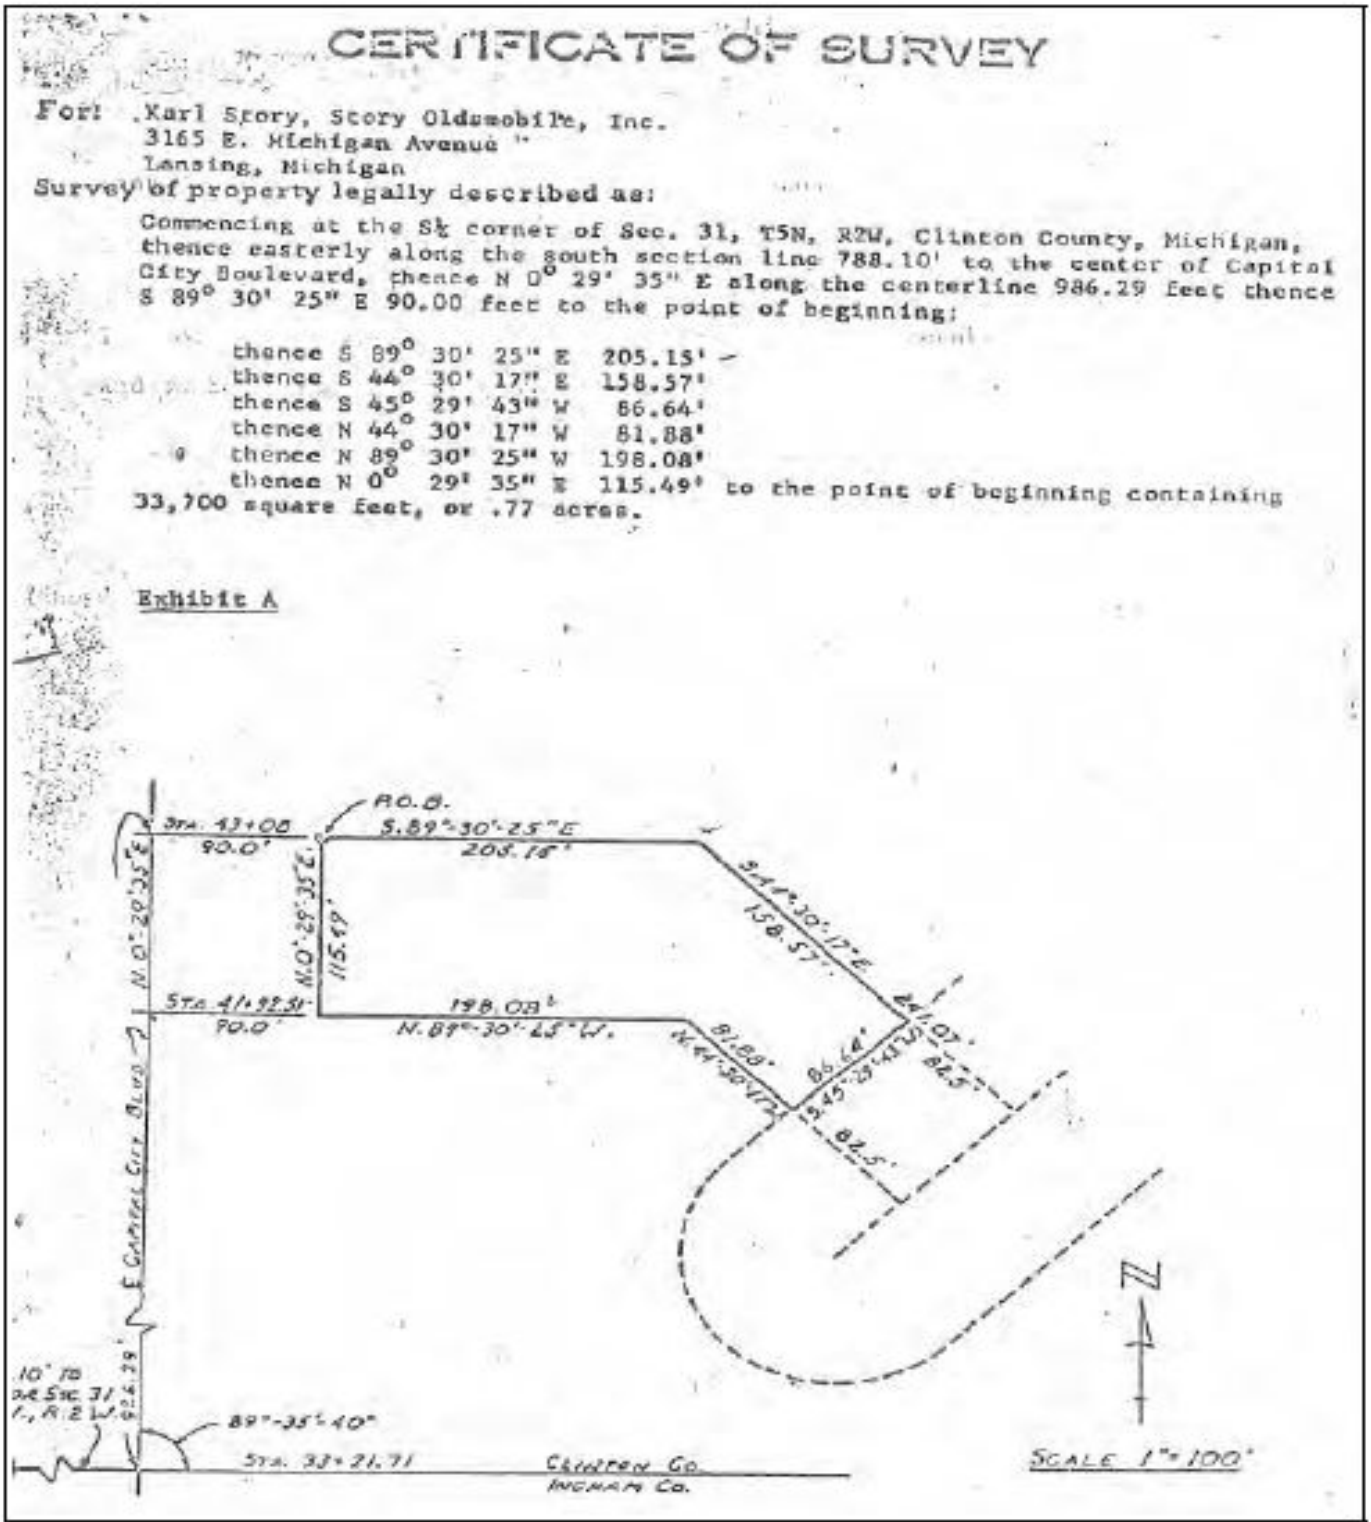 CERTIFICATE OF SURVEY
For: Karl Story, Story Oldsmobile, Inc.
3165 E. Michigan Avenue
Lansing, Michigan
Survey of property legally described as:
Commencing at the S¼ corner of Sec. 31, T5N, R2W, Clinton County, Michigan,
thence easterly along the south section line 788.10' to the center of Capital
City Boulevard, thence N 0° 29' 35" E along the centerline 986.29 feet thence
S 89° 30' 25" E 90.00 feet to the point of beginning;
thence S 89° 30' 25" E 205.15'
thence S 44° 30' 17" E 158.57'
thence S 45° 29' 43" W 86.64'
thence N 44° 30' 17" W 81.88'
thence N 89° 30' 25" W 198.08'
thence N 0° 29' 35" E 115.49' to the point of beginning containing
33,700 square feet, or .77 acres.
Exhibit A
P.O.B.
STA. 43+08
90.0'
S.89°-30'-25"E
205.15'
N.0°-29'-35"E
N.0°-29'-35"E.
115.49'
S.44°-30'-17"E.
158.57'.
STA. 41+92.51
90.0'
198.08'
N.89°-30'-25"W.
81.88'
N.44°-30'-17"W
86.64'
S.45°-29'-43"W
241.07'
82.5'
82.5'
CAPITAL CITY BLVD
10' TO
SEC 31
R.2W.
89°-35'-40"
STA. 33+21.71
CLINTON CO.
INGHAM CO.
N
SCALE 1"=100'